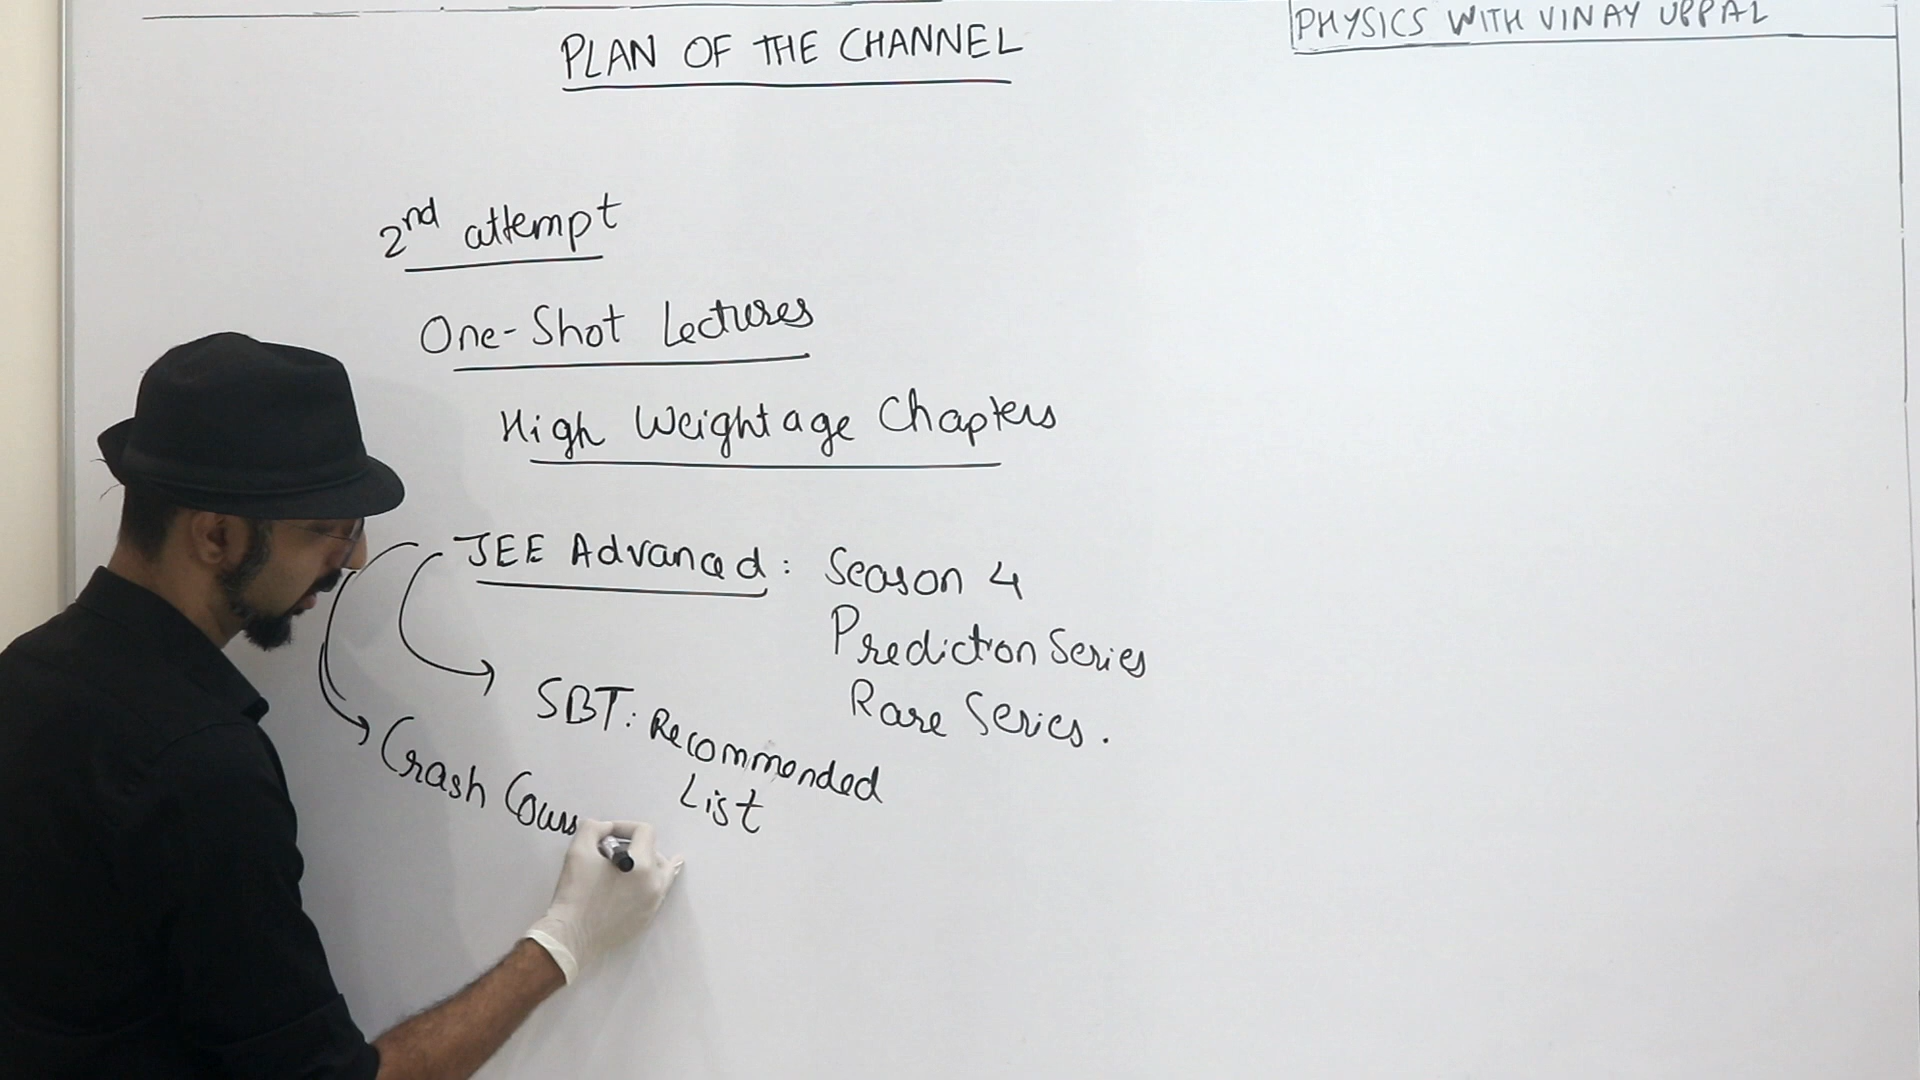 PLAN OF THE CHANNEL
PHYSICS WITH VINAY UPPAL
2nd attempt
One-Shot Lectures
High Weightage Chapters
JEE Advanced: Season 4
Prediction Series
Rare Series.
SBT: Recommended
List
Crash Cours